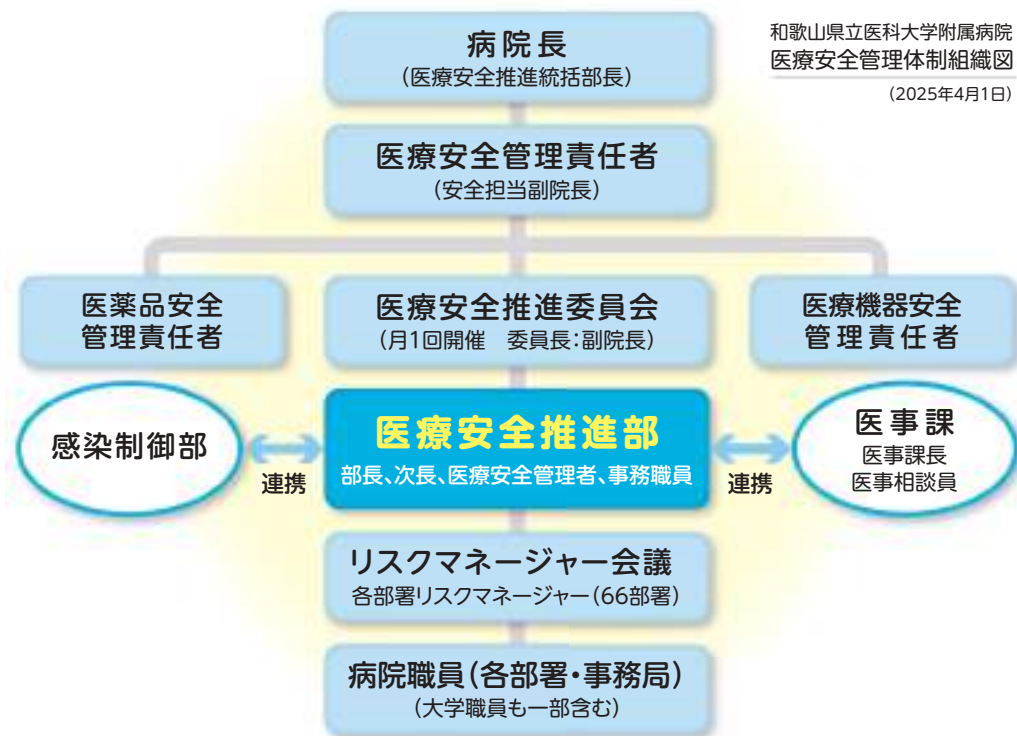 和歌山県立医科大学附属病院
医療安全管理体制組織図
(2025年4月1日)
病院長
(医療安全推進統括部長)
医療安全管理責任者
(安全担当副院長)
医薬品安全
管理責任者
医療安全推進委員会
(月1回開催　委員長:副院長)
医療機器安全
管理責任者
感染制御部
連携
医療安全推進部
部長、次長、医療安全管理者、事務職員
連携
医事課
医事課長
医事相談員
リスクマネージャー会議
各部署リスクマネージャー(66部署)
病院職員(各部署・事務局)
(大学職員も一部含む)